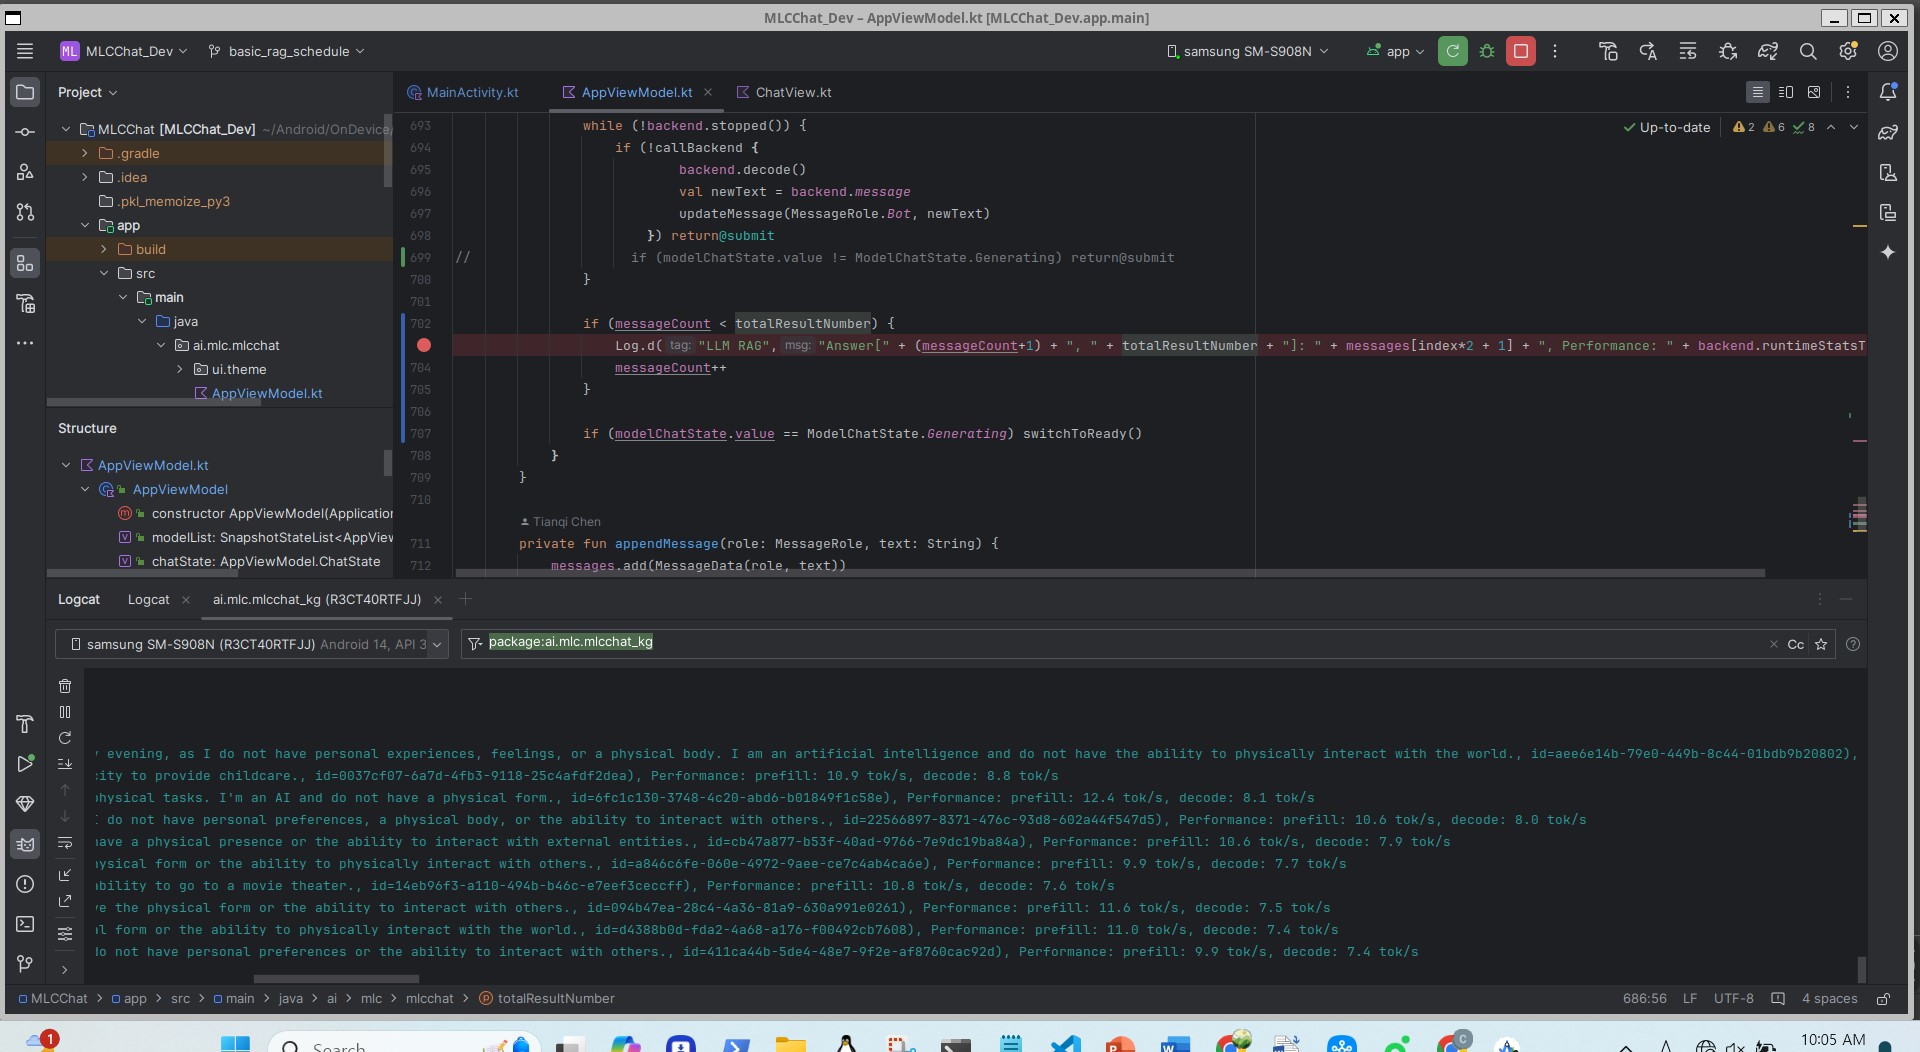 MLCChat_Dev – AppViewModel.kt [MLCChat_Dev.app.main]
ML MLCChat_Dev basic_rag_schedule samsung SM-S908N app
Project
MainActivity.kt AppViewModel.kt ChatView.kt
MLCChat [MLCChat_Dev] ~/Android/OnDevice/
.gradle
.idea
.pkl_memoize_py3
app
build
src
main
java
ai.mlc.mlcchat
ui.theme
AppViewModel.kt
Up-to-date 2 6 8
693 while (!backend.stopped()) {
694 if (!callBackend {
695 backend.decode()
696 val newText = backend.message
697 updateMessage(MessageRole.Bot, newText)
698 }) return@submit
699 // if (modelChatState.value != ModelChatState.Generating) return@submit
700 }
701
702 if (messageCount < totalResultNumber) {
Log.d( tag: "LLM RAG", msg: "Answer[" + (messageCount+1) + ", " + totalResultNumber + "]: " + messages[index*2 + 1] + ", Performance: " + backend.runtimeStatsT
704 messageCount++
705 }
706
707 if (modelChatState.value == ModelChatState.Generating) switchToReady()
708 }
709 }
710
Tianqi Chen
711 private fun appendMessage(role: MessageRole, text: String) {
712 messages.add(MessageData(role, text))
Structure
AppViewModel.kt
AppViewModel
constructor AppViewModel(Application
modelList: SnapshotStateList<AppView
chatState: AppViewModel.ChatState
Logcat Logcat ai.mlc.mlcchat_kg (R3CT40RTFJJ)
samsung SM-S908N (R3CT40RTFJJ) Android 14, API 3 package:ai.mlc.mlcchat_kg Cc
evening, as I do not have personal experiences, feelings, or a physical body. I am an artificial intelligence and do not have the ability to physically interact with the world., id=aee6e14b-79e0-449b-8c44-01bdb9b20802),
city to provide childcare., id=0037cf07-6a7d-4fb3-9118-25c4afdf2dea), Performance: prefill: 10.9 tok/s, decode: 8.8 tok/s
physical tasks. I'm an AI and do not have a physical form., id=6fc1c130-3748-4c20-abd6-b01849f1c58e), Performance: prefill: 12.4 tok/s, decode: 8.1 tok/s
I do not have personal preferences, a physical body, or the ability to interact with others., id=22566897-8371-476c-93d8-602a44f547d5), Performance: prefill: 10.6 tok/s, decode: 8.0 tok/s
have a physical presence or the ability to interact with external entities., id=cb47a877-b53f-40ad-9766-7e9dc19ba84a), Performance: prefill: 10.6 tok/s, decode: 7.9 tok/s
hysical form or the ability to physically interact with others., id=a846c6fe-060e-4972-9aee-ce7c4ab4ca6e), Performance: prefill: 9.9 tok/s, decode: 7.7 tok/s
ability to go to a movie theater., id=14eb96f3-a110-494b-b46c-e7eef3ceccff), Performance: prefill: 10.8 tok/s, decode: 7.6 tok/s
ve the physical form or the ability to interact with others., id=094b47ea-28c4-4a36-81a9-630a991e0261), Performance: prefill: 11.6 tok/s, decode: 7.5 tok/s
al form or the ability to physically interact with the world., id=d4388b0d-fda2-4a68-a176-f00492cb7608), Performance: prefill: 11.0 tok/s, decode: 7.4 tok/s
do not have personal preferences or the ability to interact with others., id=411ca44b-5de4-48e7-9f2e-af8760cac92d), Performance: prefill: 9.9 tok/s, decode: 7.4 tok/s
MLCChat > app > src > main > java > ai > mlc > mlcchat > totalResultNumber 686:56 LF UTF-8 4 spaces
1 Search 10:05 AM